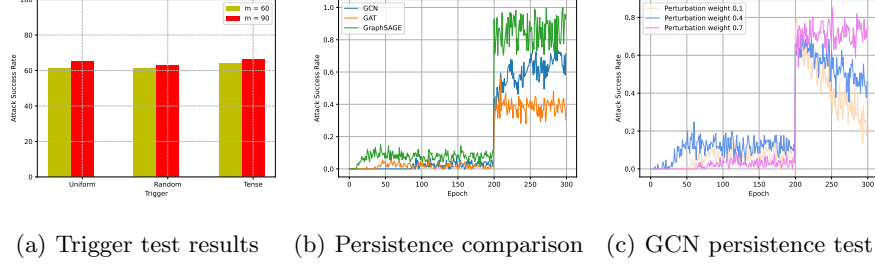 100
80
60
40
20
0
Attack Success Rate
m = 60
m = 90
Uniform
Random
Tense
Trigger
1.0
0.8
0.6
0.4
0.2
0.0
Attack Success Rate
GCN
GAT
GraphSAGE
0
50
100
150
200
250
300
Epoch
0.8
0.6
0.4
0.2
0.0
Attack Success Rate
Perturbation weight 0.1
Perturbation weight 0.4
Perturbation weight 0.7
0
50
100
150
200
250
300
Epoch
(a) Trigger test results
(b) Persistence comparison
(c) GCN persistence test